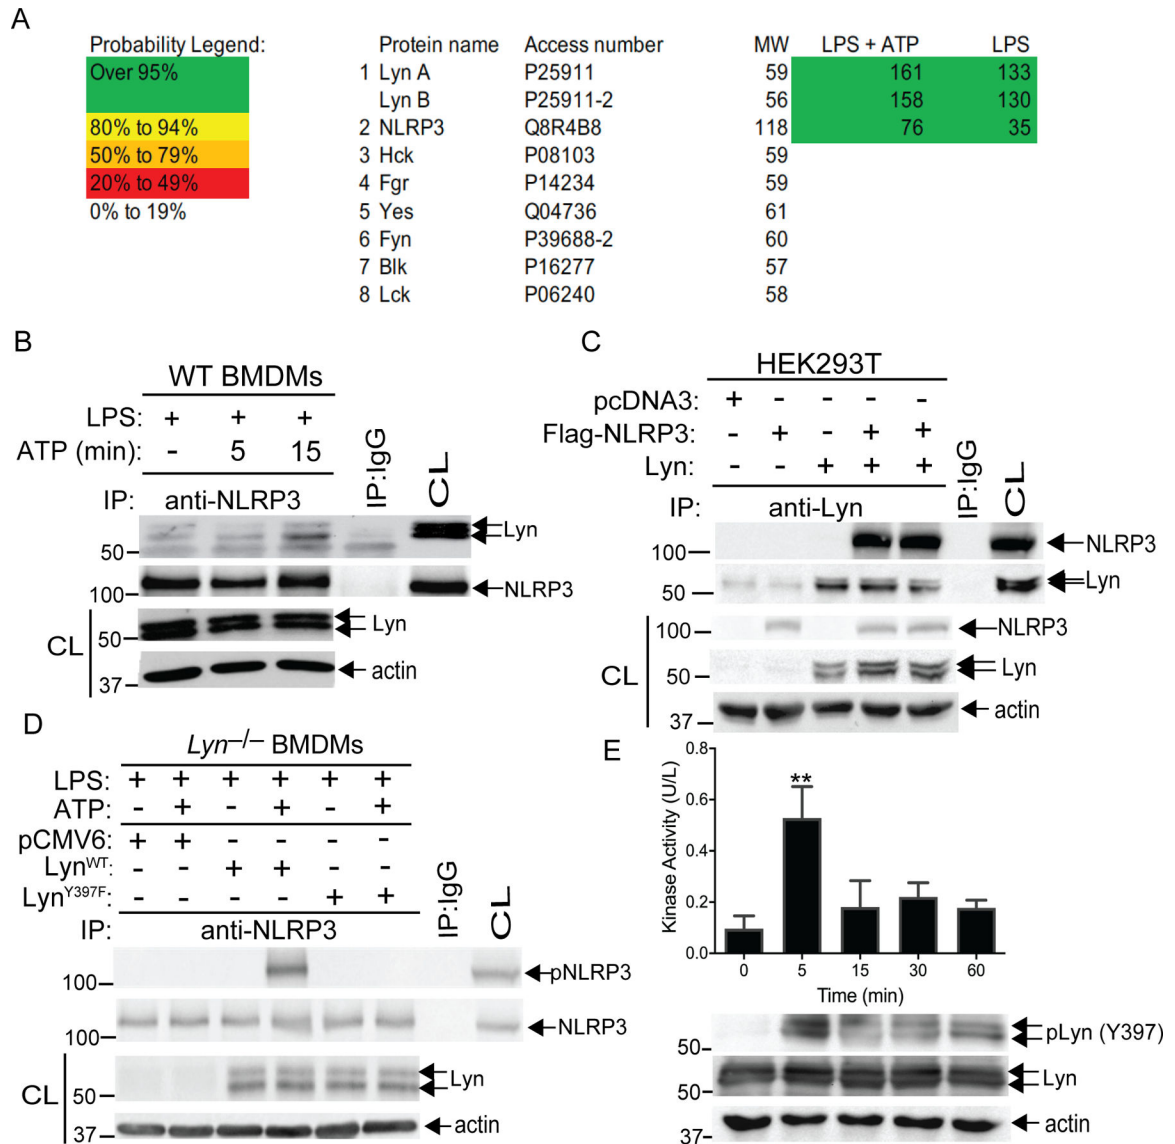 A
Probability Legend: Protein name Access number MW LPS + ATP LPS
Over 95% 1 Lyn A P25911 59 161 133
Lyn B P25911-2 56 158 130
80% to 94% 2 NLRP3 Q8R4B8 118 76 35
50% to 79% 3 Hck P08103 59
20% to 49% 4 Fgr P14234 59
0% to 19% 5 Yes Q04736 61
6 Fyn P39688-2 60
7 Blk P16277 57
8 Lck P06240 58
B
WT BMDMs
LPS: + + +
ATP (min): - 5 15 IP:IgG CL
IP: anti-NLRP3
Lyn
50
NLRP3
100
CL
Lyn
50
actin
37
C
HEK293T
pcDNA3: + - - - -
Flag-NLRP3: - + - + +
Lyn: - - + + + IP:IgG CL
IP: anti-Lyn
NLRP3
100
Lyn
50
CL
NLRP3
100
Lyn
50
actin
37
D
Lyn–/– BMDMs
LPS: + + + + + +
ATP: - + - + - +
pCMV6: + + - - - -
LynWT: - - + + - -
LynY397F: - - - - + + IP:IgG CL
IP: anti-NLRP3
pNLRP3
100
NLRP3
100
CL
Lyn
50
actin
37
E
Kinase Activity (U/L)
0.8
0.6
0.4
0.2
0.0
**
0 5 15 30 60
Time (min)
pLyn (Y397)
50
Lyn
50
actin
37